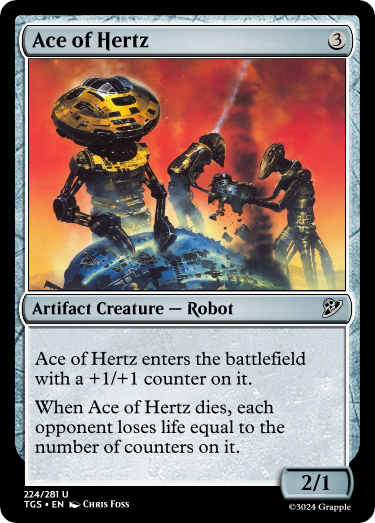 Ace of Hertz
3
Artifact Creature — Robot
Ace of Hertz enters the battlefield
with a +1/+1 counter on it.
When Ace of Hertz dies, each
opponent loses life equal to the
number of counters on it.
2/1
224/281 U
TGS • EN Chris Foss
©3024 Grapple